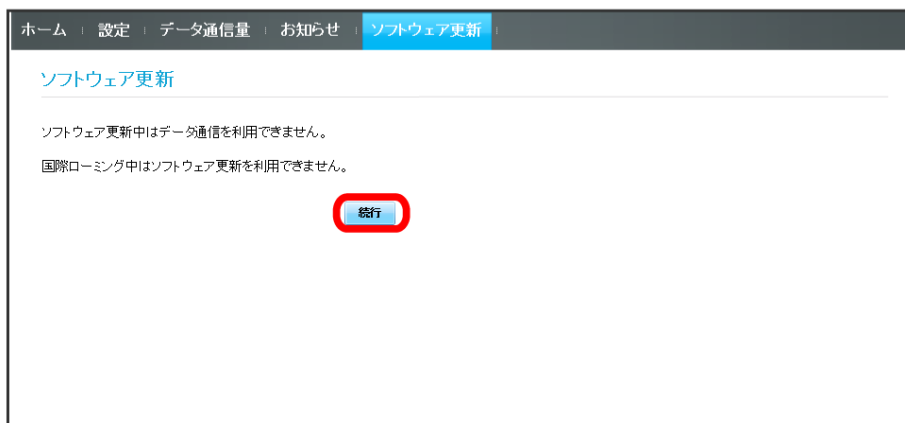 ホーム 設定 データ通信量 お知らせ ソフトウェア更新
ソフトウェア更新
ソフトウェア更新中はデータ通信を利用できません。
国際ローミング中はソフトウェア更新を利用できません。
続行